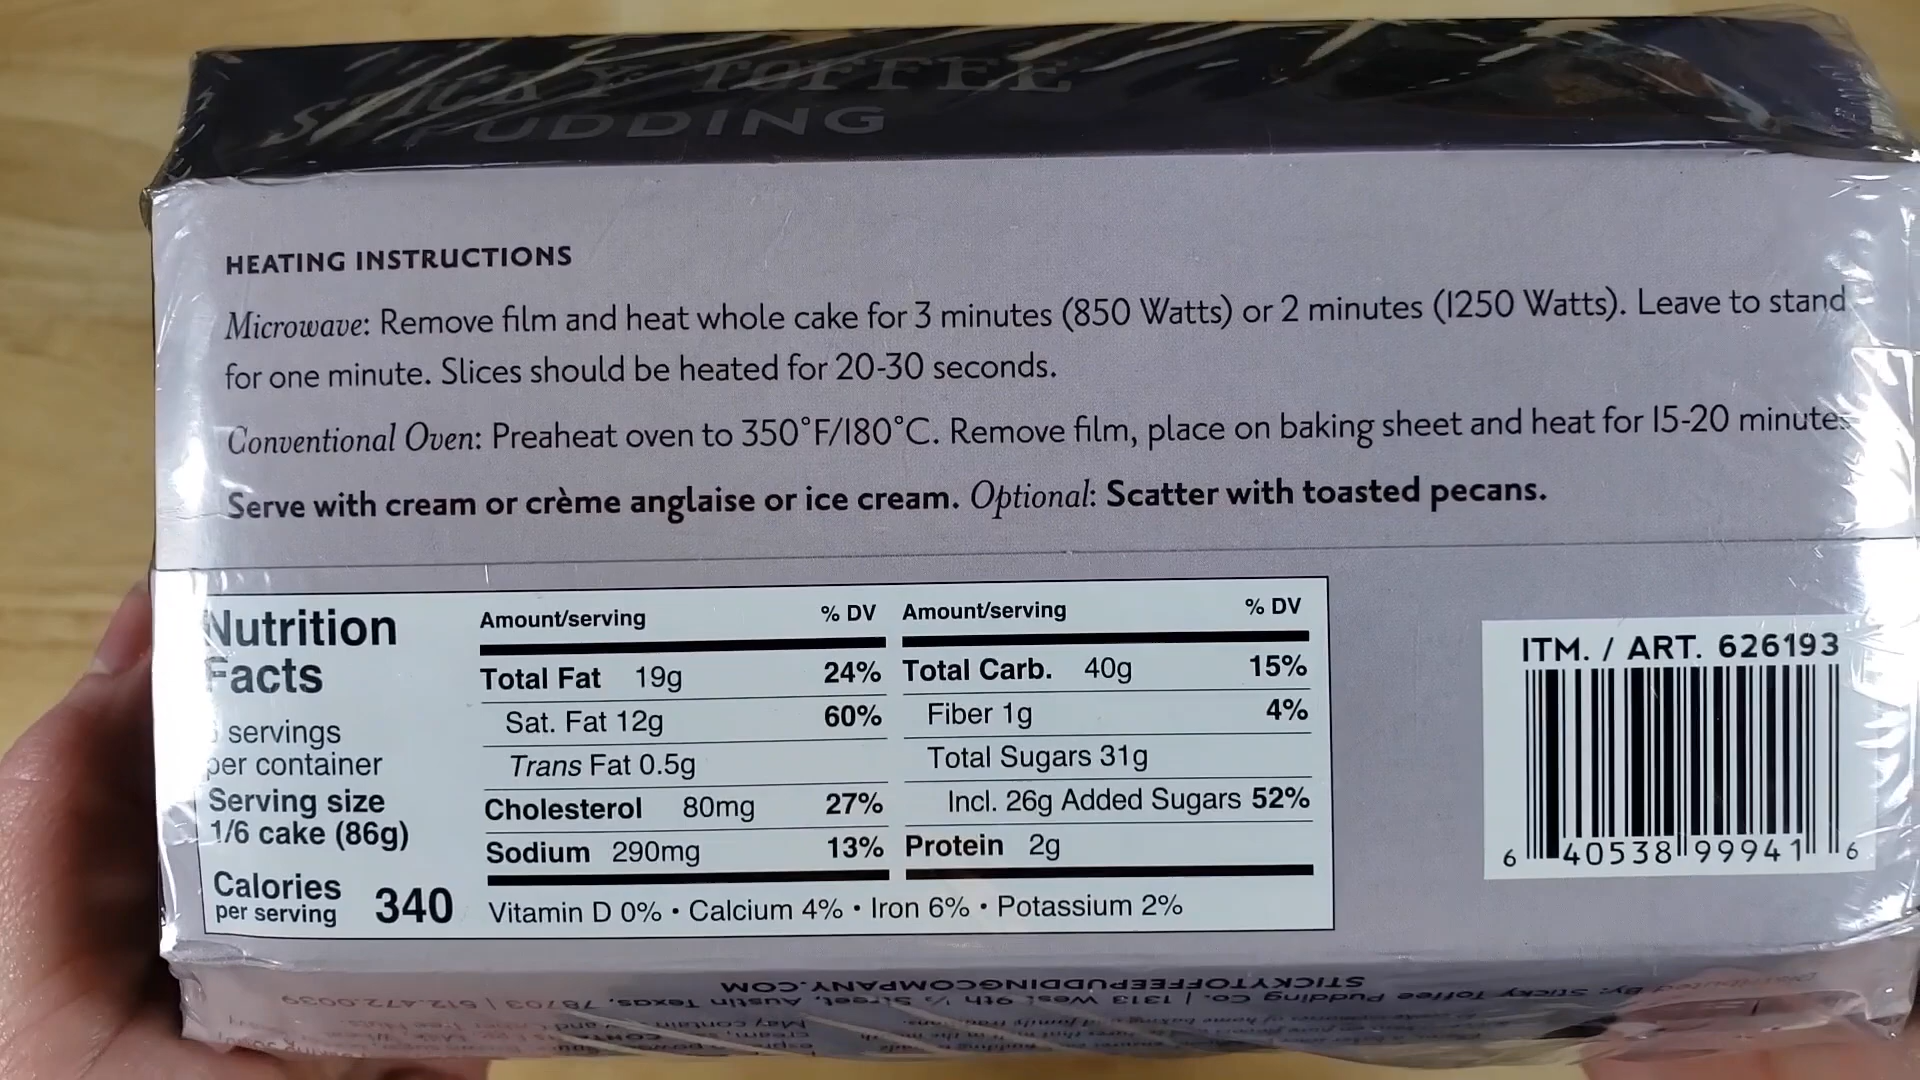 STICKY TOFFEE
PUDDING
HEATING INSTRUCTIONS
Microwave: Remove film and heat whole cake for 3 minutes (850 Watts) or 2 minutes (1250 Watts). Leave to stand
for one minute. Slices should be heated for 20-30 seconds.
Conventional Oven: Preaheat oven to 350°F/180°C. Remove film, place on baking sheet and heat for 15-20 minutes
Serve with cream or crème anglaise or ice cream. Optional: Scatter with toasted pecans.
Nutrition
Facts
servings
per container
Serving size
1/6 cake (86g)
Calories
per serving 340
Amount/serving % DV
Total Fat 19g 24%
Sat. Fat 12g 60%
Trans Fat 0.5g
Cholesterol 80mg 27%
Sodium 290mg 13%
Amount/serving % DV
Total Carb. 40g 15%
Fiber 1g 4%
Total Sugars 31g
Incl. 26g Added Sugars 52%
Protein 2g
Vitamin D 0% • Calcium 4% • Iron 6% • Potassium 2%
ITM. / ART. 626193
6 40538 99941 6
STICKYTOFFEEPUDDINGCOMPANY.COM
Distributed By: Sticky Toffee Pudding Co. | 1313 West 9th ½ Street, Austin Texas, 78703 | 512.472.0039
May contain